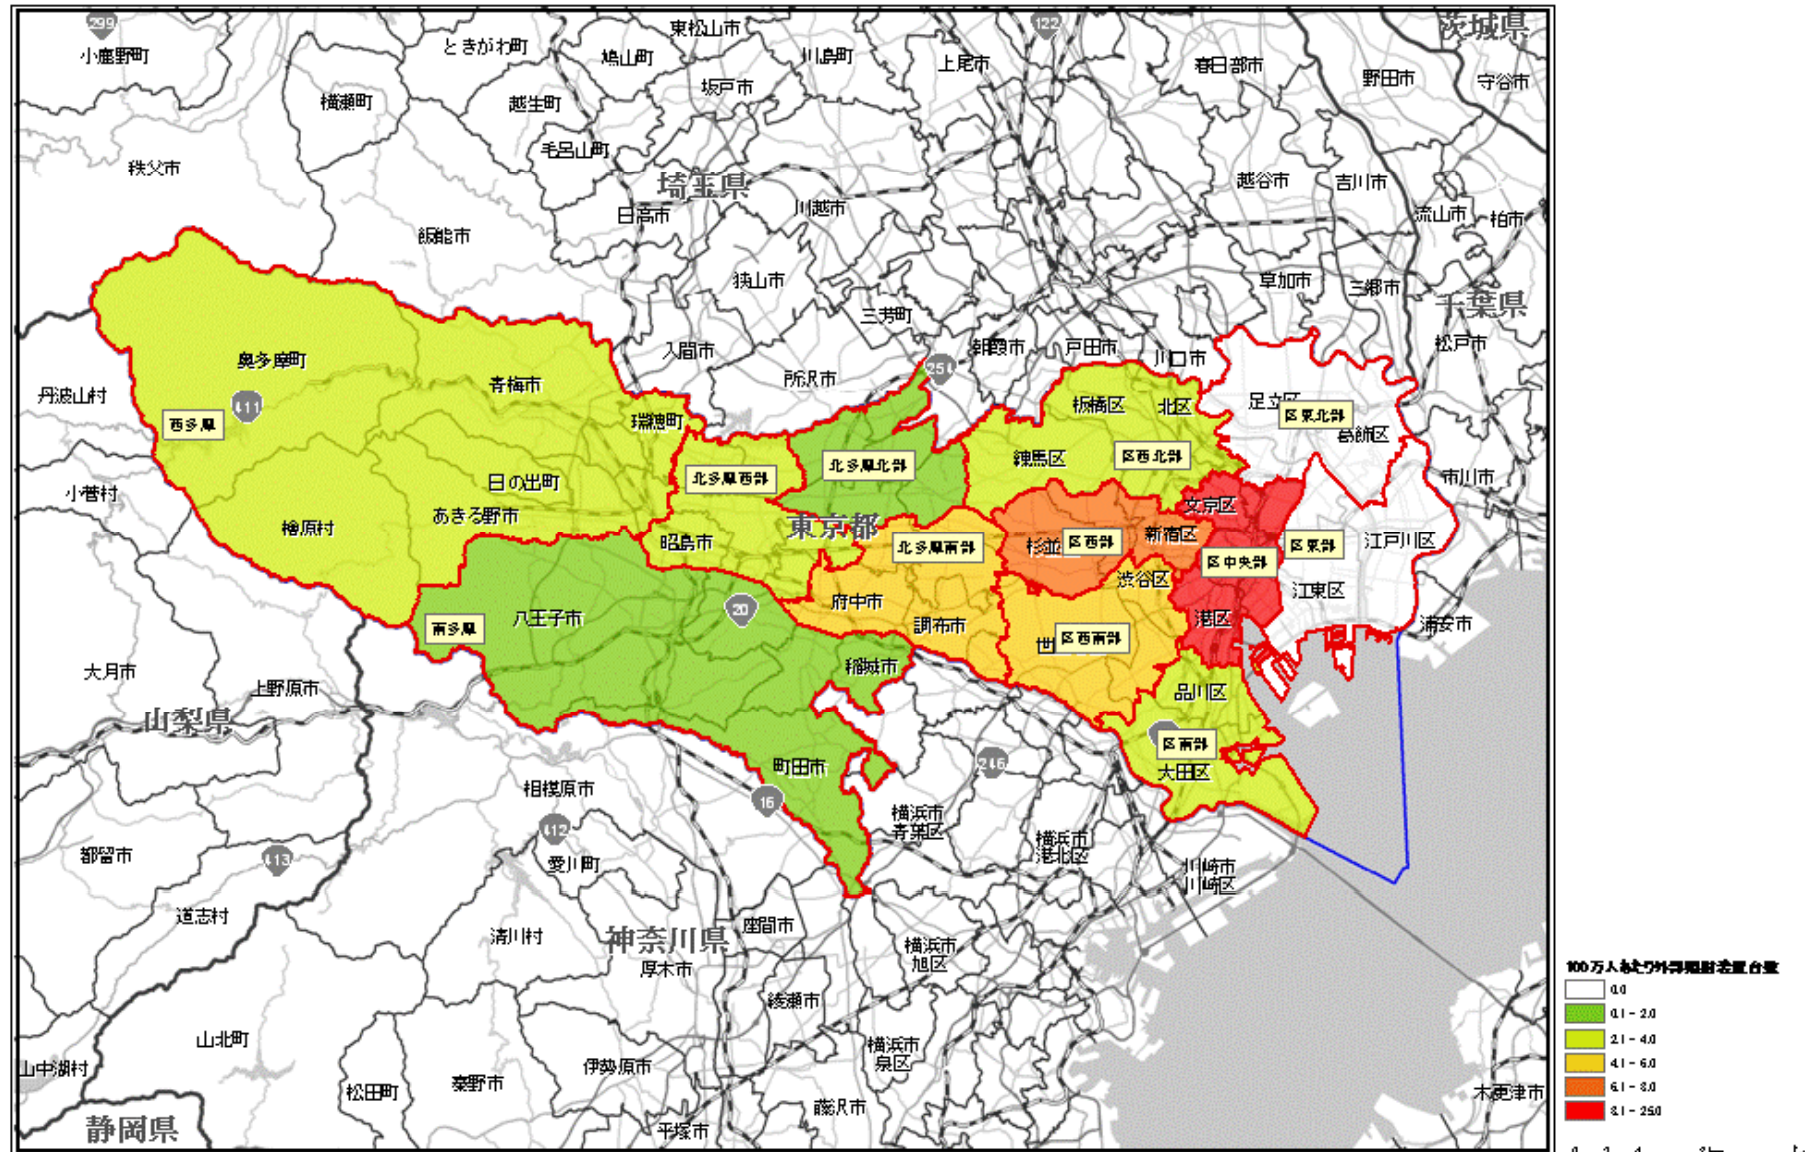 299
小鹿野町
ときがわ町
東松山市
鳩山町
川島町
122
上尾市
茨城県
春日部市
野田市
守谷市
横瀬町
越生町
坂戸市
毛呂山町
秩父市
埼玉県
越谷市
吉川市
日高市
川越市
流山市
柏市
飯能市
狭山市
草加市
三郷市
千葉県
三芳町
入間市
所沢市
朝霞市
戸田市
川口市
松戸市
254
奥多摩町
青梅市
丹波山村
411
西多摩
瑞穂町
板橋区
北区
足立区
区東北部
葛飾区
北多摩西部
北多摩北部
練馬区
区西北部
市川市
小菅村
日の出町
あきる野市
檜原村
東京都
昭島市
北多摩南部
杉並
区西部
新宿区
文京区
区東部
江戸川区
区中央部
渋谷区
江東区
八王子市
20
南多摩
府中市
調布市
港区
浦安市
世
区西南部
大月市
上野原市
稲城市
品川区
山梨県
区南部
大田区
町田市
246
相模原市
16
横浜市
青葉区
412
愛川町
横浜市
港北区
川崎市
川崎区
都留市
413
道志村
清川村
神奈川県
厚木市
座間市
横浜市
旭区
綾瀬市
山北町
山中湖村
松田町
秦野市
伊勢原市
横浜市
泉区
藤沢市
平塚市
木更津市
静岡県
100万人あたり外部照射装置台数
0.0
0.1 - 2.0
2.1 - 4.0
4.1 - 6.0
6.1 - 8.0
8.1 - 25.0